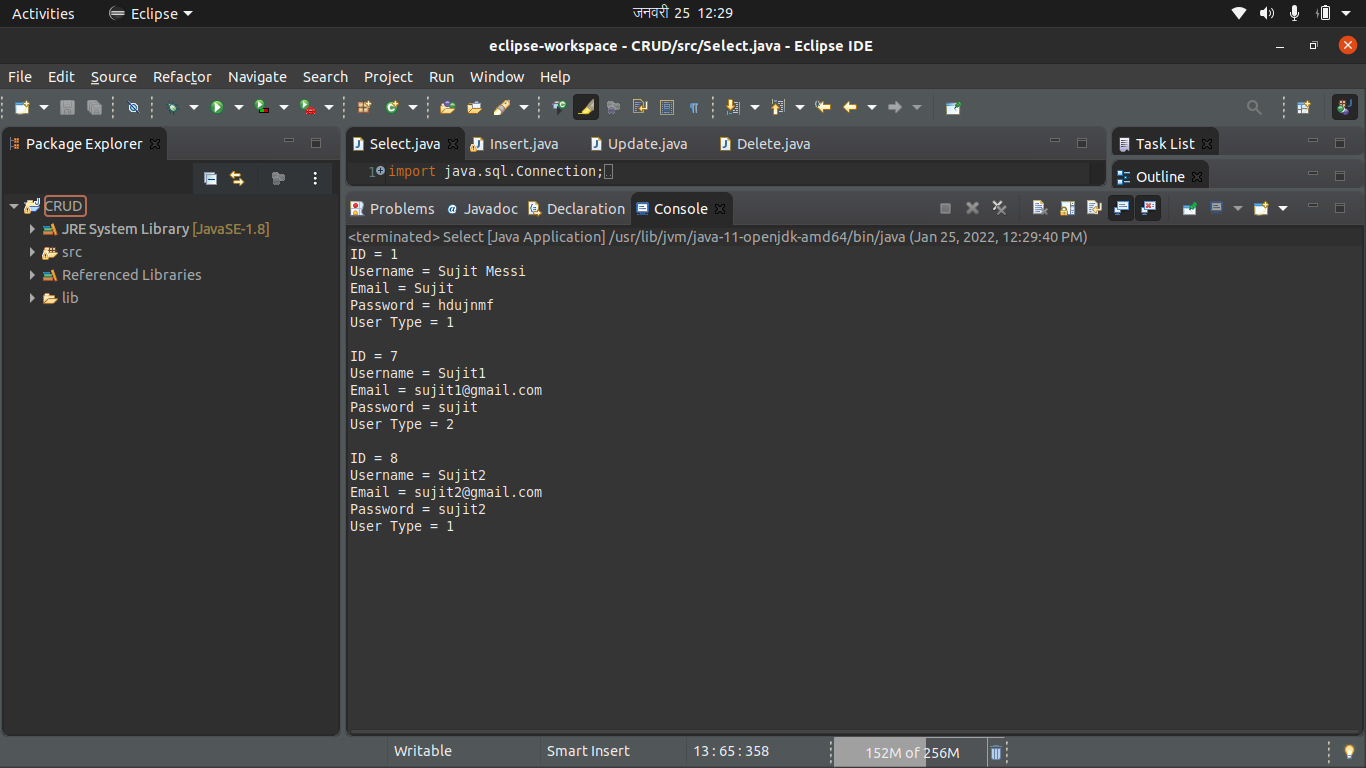 Activities Eclipse जनवरी 25 12:29
eclipse-workspace - CRUD/src/Select.java - Eclipse IDE
File Edit Source Refactor Navigate Search Project Run Window Help
Package Explorer
CRUD
JRE System Library [JavaSE-1.8]
src
Referenced Libraries
lib
Select.java Insert.java Update.java Delete.java
1 import java.sql.Connection;
Task List
Outline
Problems Javadoc Declaration Console
<terminated> Select [Java Application] /usr/lib/jvm/java-11-openjdk-amd64/bin/java (Jan 25, 2022, 12:29:40 PM)
ID = 1
Username = Sujit Messi
Email = Sujit
Password = hdujnmf
User Type = 1
ID = 7
Username = Sujit1
Email = sujit1@gmail.com
Password = sujit
User Type = 2
ID = 8
Username = Sujit2
Email = sujit2@gmail.com
Password = sujit2
User Type = 1
Writable Smart Insert 13 : 65 : 358 152M of 256M